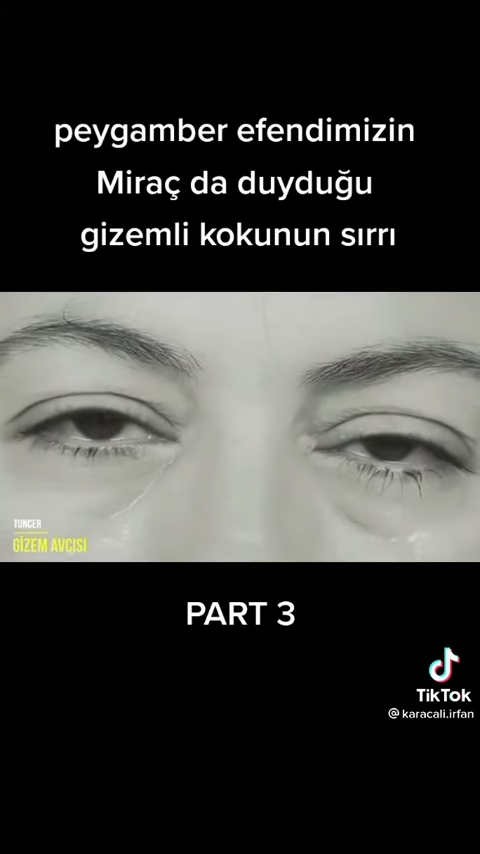 peygamber efendimizin
Miraç da duyduğu
gizemli kokunun sırrı
TUNCER
GİZEM AVCISI
PART 3
TikTok
@karacali.irfan